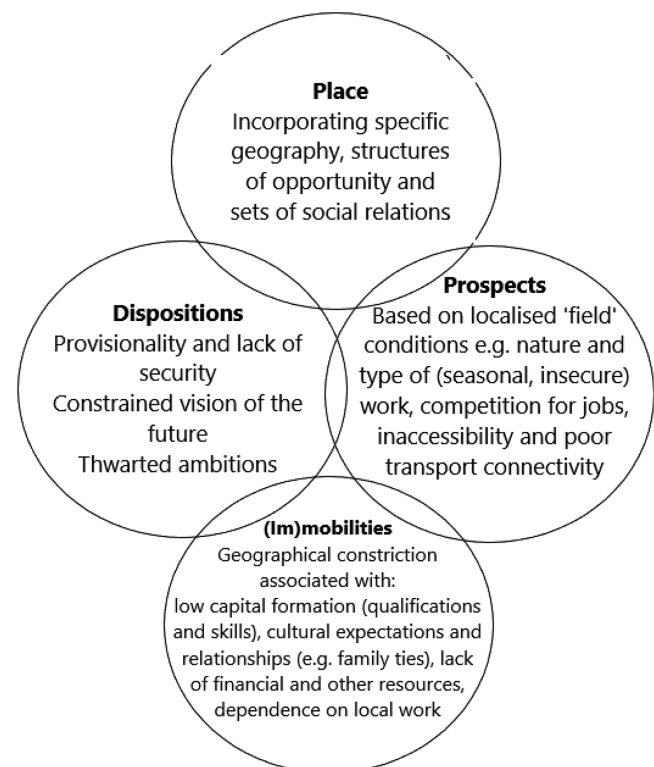 Place
Incorporating specific
geography, structures
of opportunity and
sets of social relations
Dispositions
Provisionality and lack of
security
Constrained vision of the
future
Thwarted ambitions
Prospects
Based on localised 'field'
conditions e.g. nature and
type of (seasonal, insecure)
work, competition for jobs,
inaccessibility and poor
transport connectivity
(Im)mobilities
Geographical constriction
associated with:
low capital formation (qualifications
and skills), cultural expectations and
relationships (e.g. family ties), lack
of financial and other resources,
dependence on local work